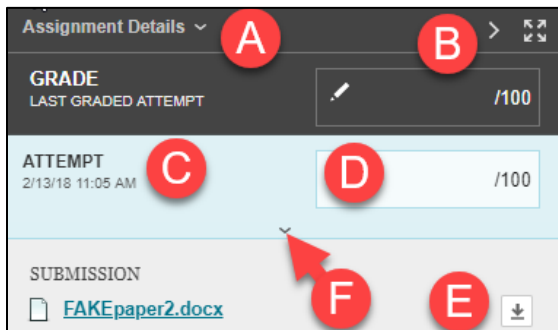 Assignment Details
A
B
GRADE
LAST GRADED ATTEMPT
/100
ATTEMPT
2/13/18 11:05 AM
C
D
/100
SUBMISSION
FAKEpaper2.docx
F
E